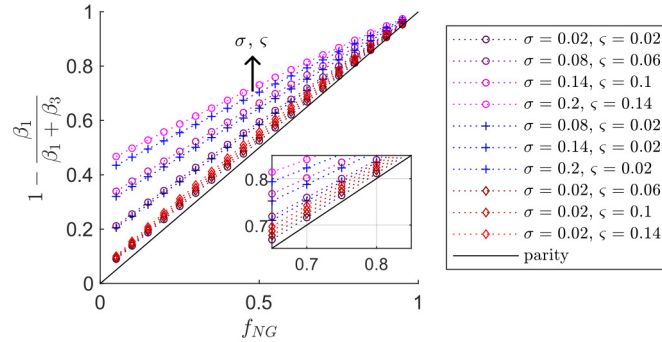 1
0.8
0.6
0.4
0.2
0
0
0.5
1
1 − β₁ / (β₁ + β₃)
f_NG
σ, ς
0.8
0.7
0.7
0.8
σ = 0.02, ς = 0.02
σ = 0.08, ς = 0.06
σ = 0.14, ς = 0.1
σ = 0.2, ς = 0.14
σ = 0.08, ς = 0.02
σ = 0.14, ς = 0.02
σ = 0.2, ς = 0.02
σ = 0.02, ς = 0.06
σ = 0.02, ς = 0.1
σ = 0.02, ς = 0.14
parity